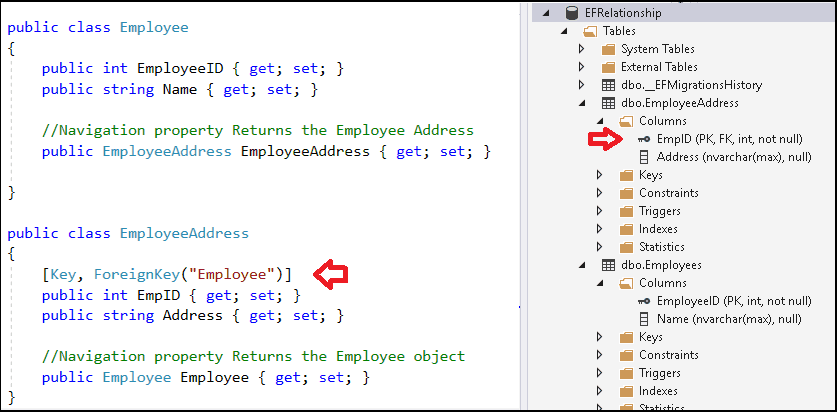 public class Employee
{
public int EmployeeID { get; set; }
public string Name { get; set; }
//Navigation property Returns the Employee Address
public EmployeeAddress EmployeeAddress { get; set; }
}
public class EmployeeAddress
{
[Key, ForeignKey("Employee")]
public int EmpID { get; set; }
public string Address { get; set; }
//Navigation property Returns the Employee object
public Employee Employee { get; set; }
}
EFRelationship
Tables
System Tables
External Tables
dbo.__EFMigrationsHistory
dbo.EmployeeAddress
Columns
EmpID (PK, FK, int, not null)
Address (nvarchar(max), null)
Keys
Constraints
Triggers
Indexes
Statistics
dbo.Employees
Columns
EmployeeID (PK, int, not null)
Name (nvarchar(max), null)
Keys
Constraints
Triggers
Indexes
Statistics